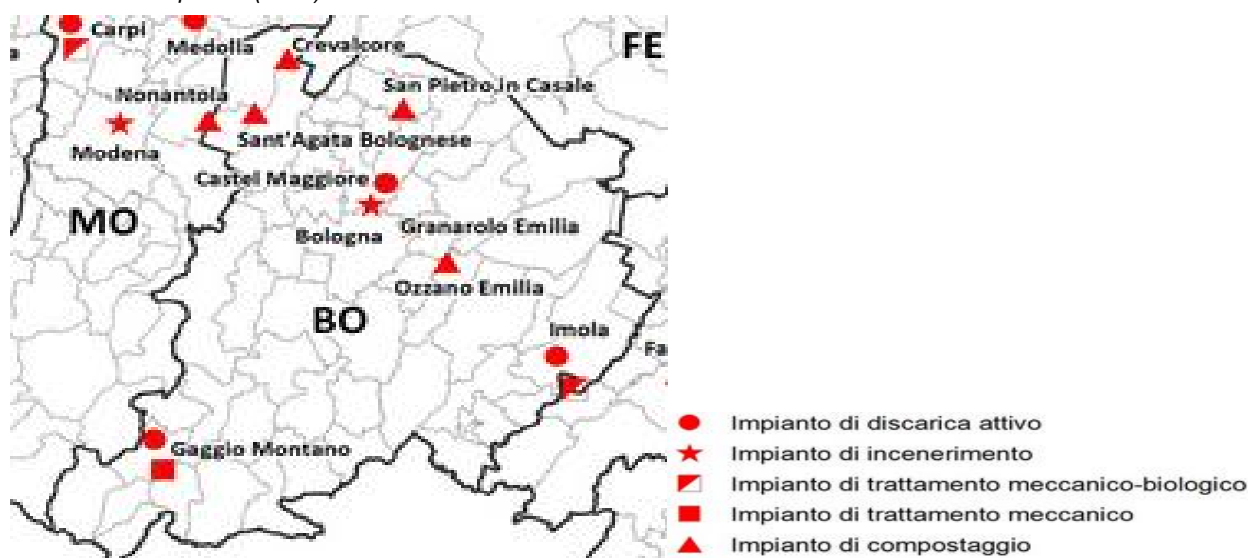 Carpi
a
Medolla
Crevalcore
FE
Nonantola
San Pietro in Casale
Sant'Agata Bolognese
Modena
Castel Maggiore
MO
Granarolo Emilia
Bologna
Ozzano Emilia
BO
Imola
Fa
Gaggio Montano
Impianto di discarica attivo
Impianto di incenerimento
Impianto di trattamento meccanico-biologico
Impianto di trattamento meccanico
Impianto di compostaggio